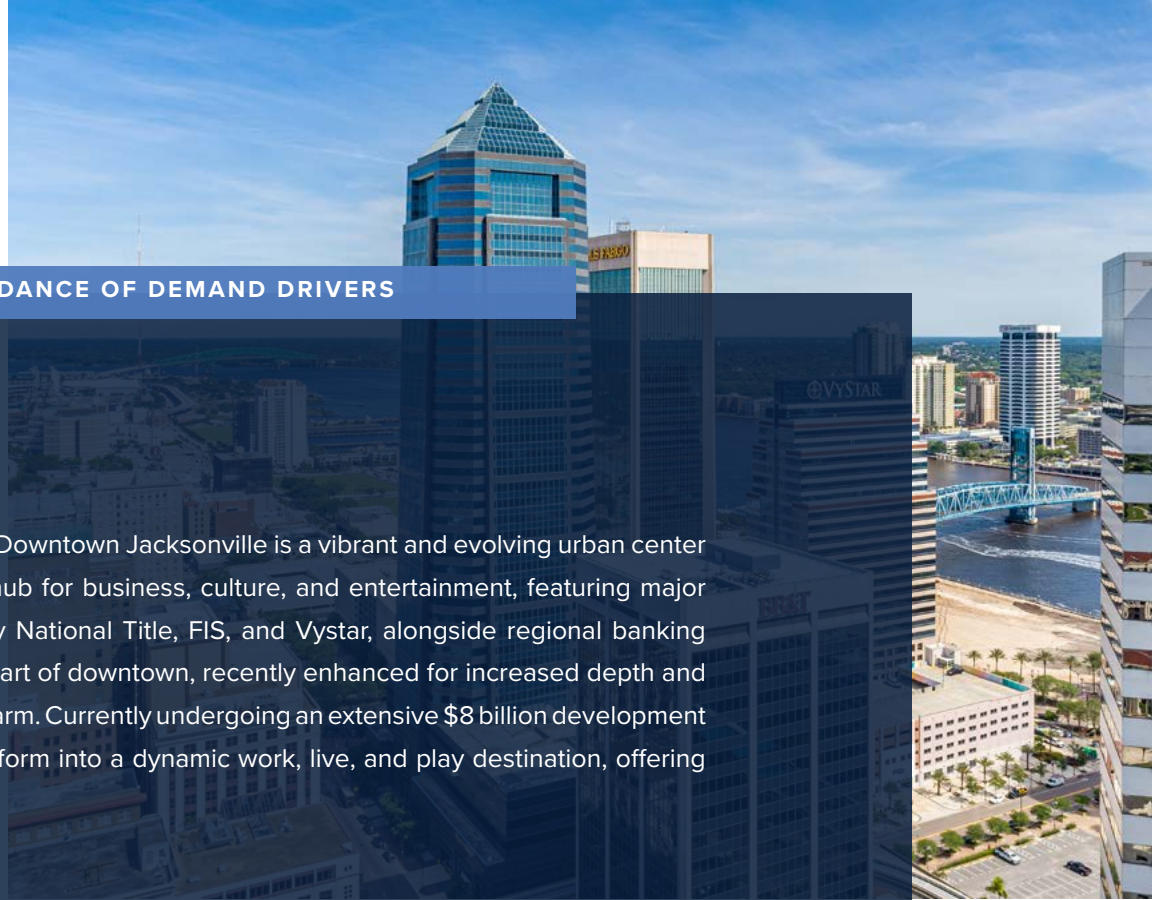 DANCE OF DEMAND DRIVERS
LS FARGO
VYSTAR
Downtown Jacksonville is a vibrant and evolving urban center
hub for business, culture, and entertainment, featuring major
y National Title, FIS, and Vystar, alongside regional banking
art of downtown, recently enhanced for increased depth and
arm. Currently undergoing an extensive $8 billion development
form into a dynamic work, live, and play destination, offering